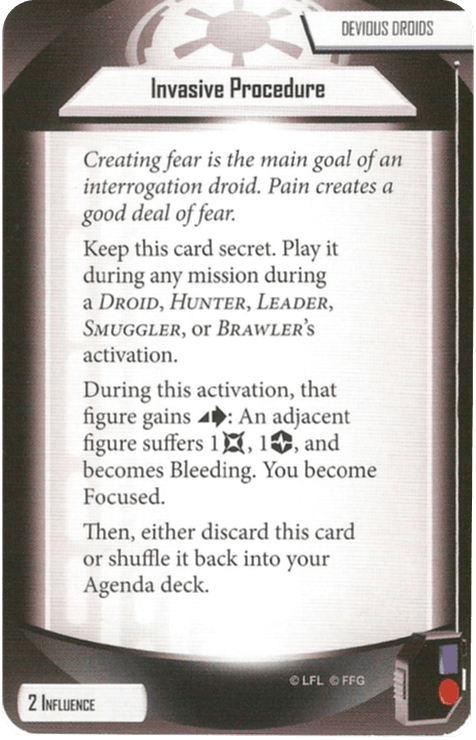 DEVIOUS DROIDS
Invasive Procedure
Creating fear is the main goal of an
interrogation droid. Pain creates a
good deal of fear.
Keep this card secret. Play it
during any mission during
a DROID, HUNTER, LEADER,
SMUGGLER, or BRAWLER's
activation.
During this activation, that
figure gains : An adjacent
figure suffers 1, 1, and
becomes Bleeding. You become
Focused.
Then, either discard this card
or shuffle it back into your
Agenda deck.
© LFL © FFG
2 INFLUENCE